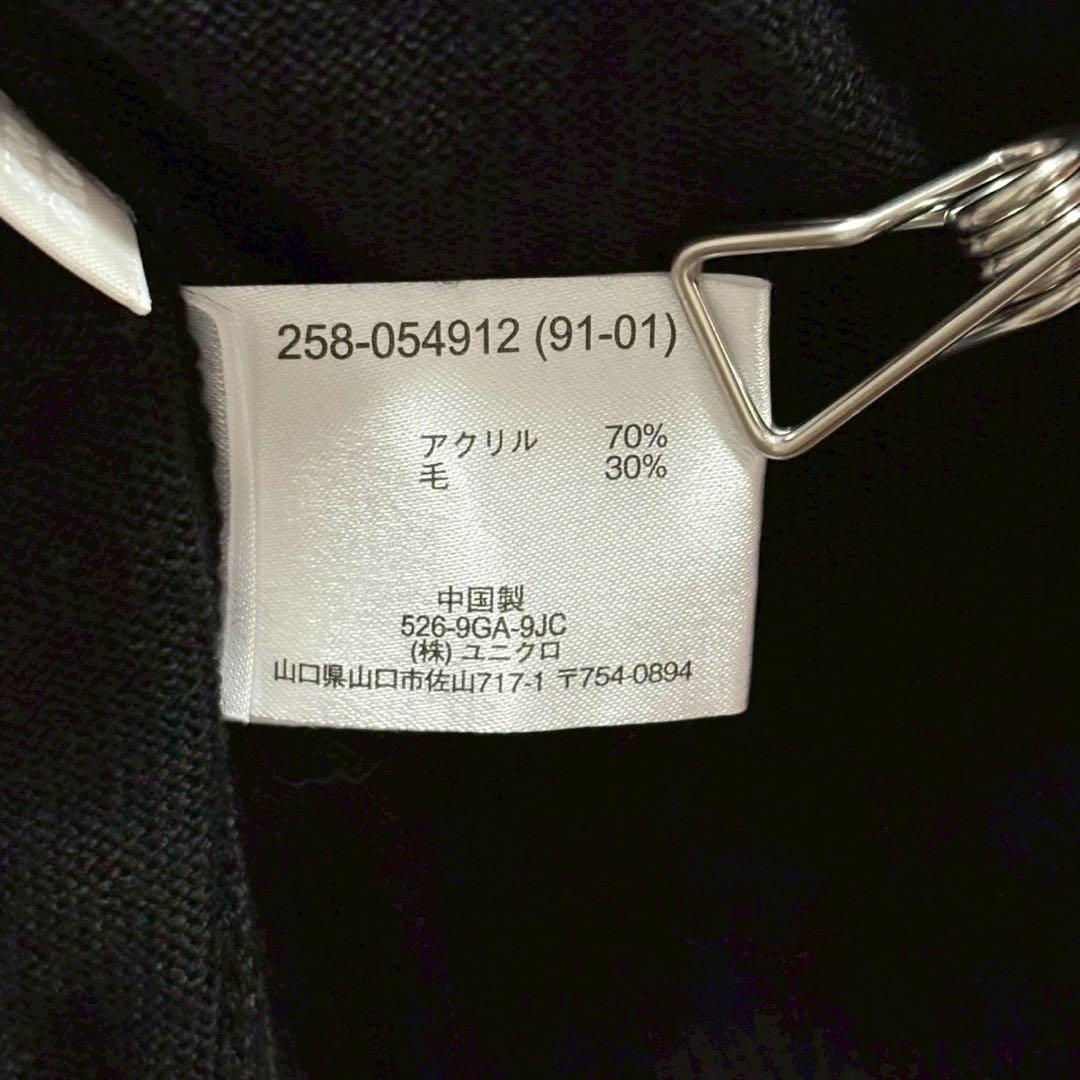 258-054912 (91-01)
アクリル 70%
毛 30%
中国製
526-9GA-9JC
(株) ユニクロ
山口県山口市佐山717-1 〒754-0894